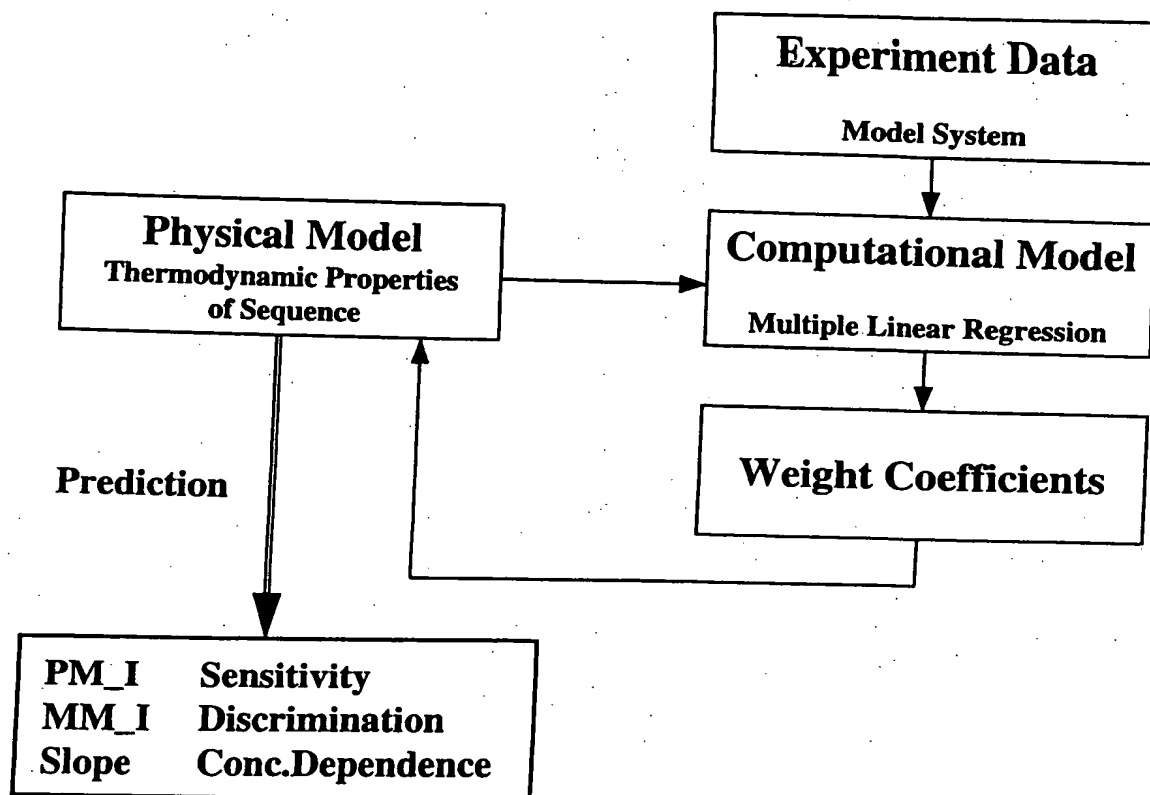 Experiment Data
Model System
Physical Model
Thermodynamic Properties
of Sequence
Computational Model
Multiple Linear Regression
Weight Coefficients
Prediction
PM_I Sensitivity
MM_I Discrimination
Slope Conc.Dependence